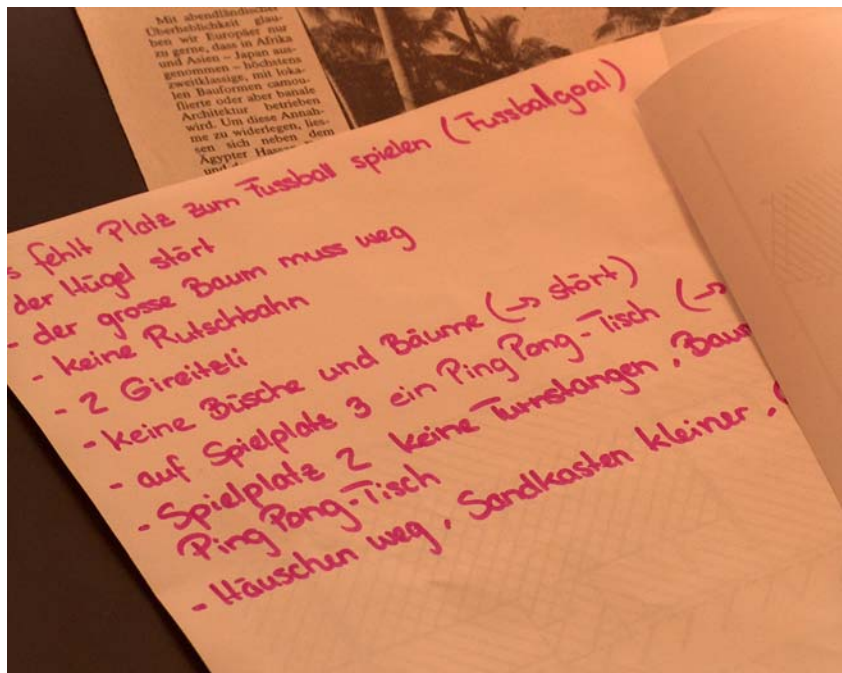 Mit abendländischer
Überheblichkeit glau-
ben wir Europäer nur
zu gerne, dass in Afrika
und Asien – Japan aus-
genommen – höchstens
zweitklassige, mit loka-
len Bauformen camou-
flierte oder aber banale
Architektur betrieben
wird. Um diese Annah-
me zu widerlegen, lies-
sen sich neben dem
Ägypter
und
s fehlt Platz zum Fussball spielen (Fussballgoal)
der Hügel stört
- der grosse Baum muss weg
- keine Rutschbahn
- 2 Gireitzli
- keine Büsche und Bäume (→ stört)
- auf Spielplatz 3 ein Ping Pong-Tisch (→
- Spielplatz 2 keine Turnstangen, Baum
Ping Pong-Tisch
- Häuschen weg, Sandkasten kleiner,